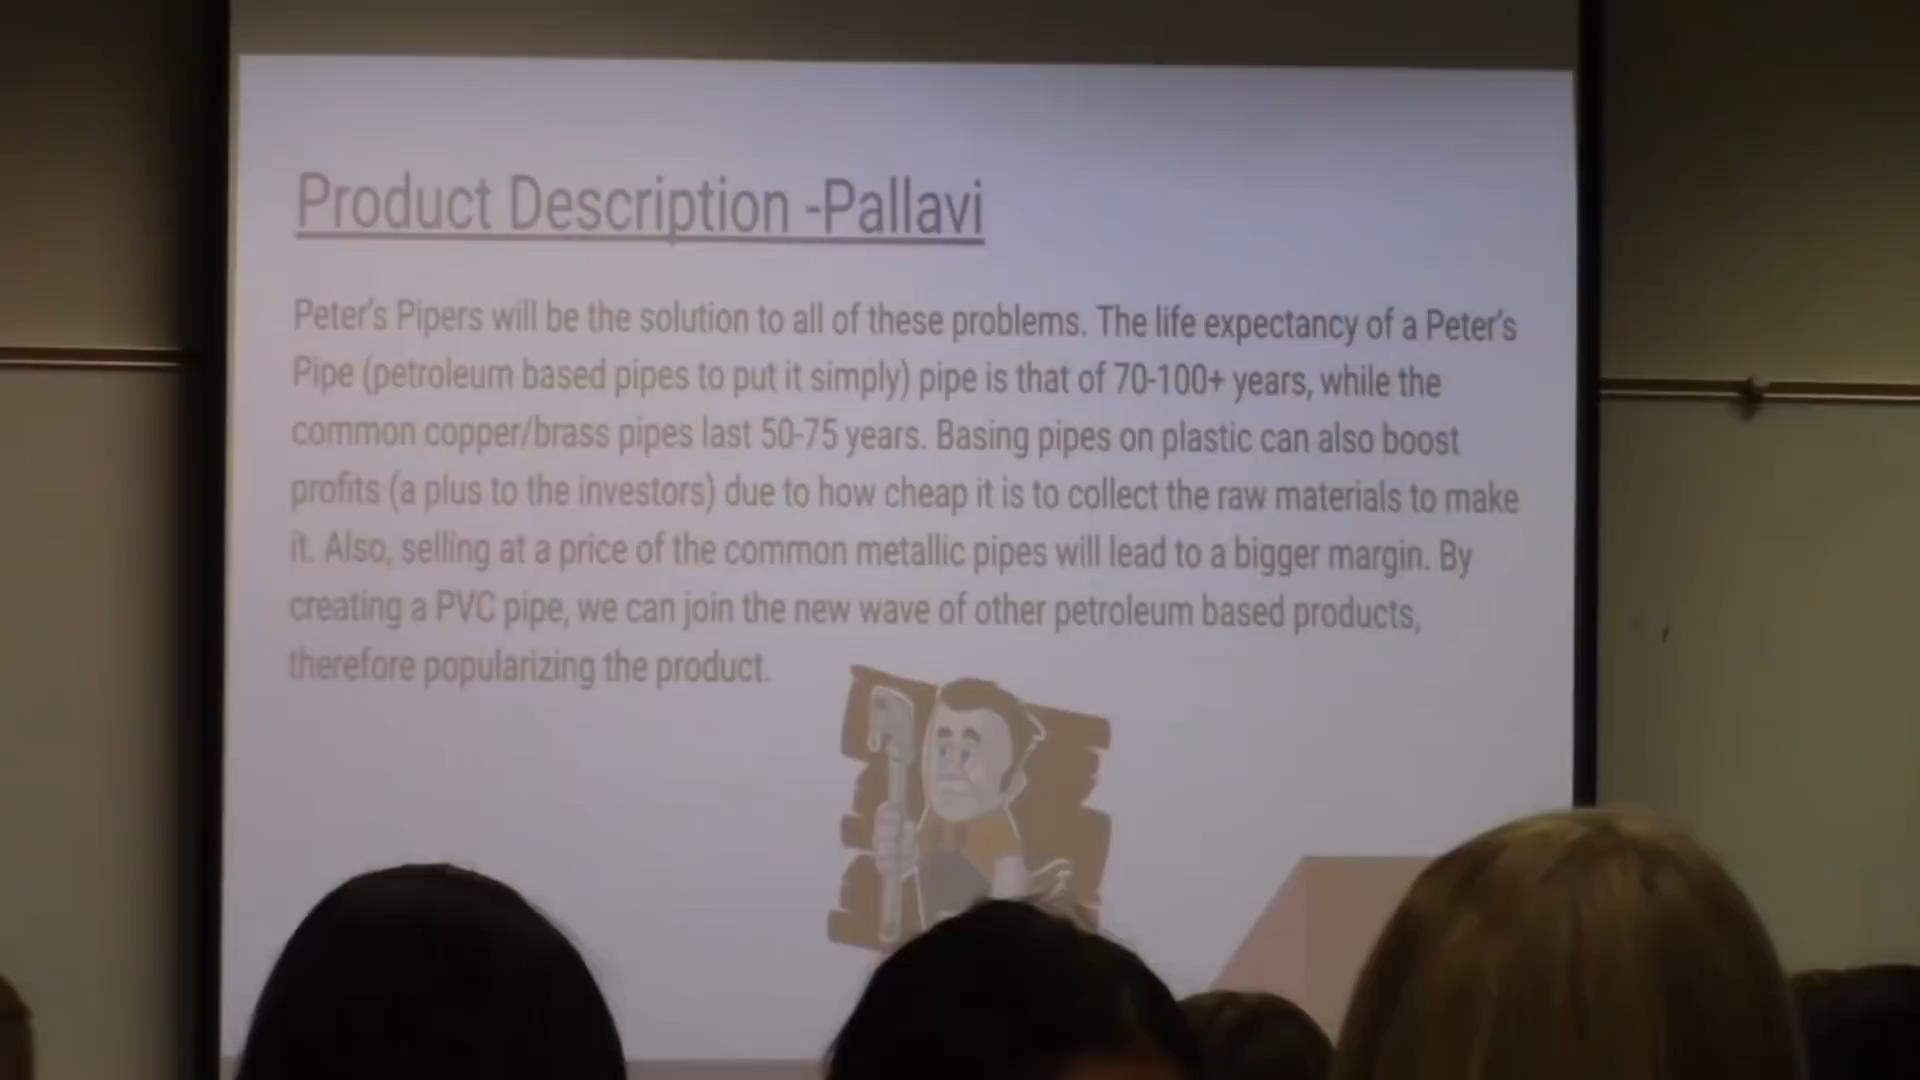 Product Description -Pallavi
Peter's Pipers will be the solution to all of these problems. The life expectancy of a Peter's
Pipe (petroleum based pipes to put it simply) pipe is that of 70-100+ years, while the
common copper/brass pipes last 50-75 years. Basing pipes on plastic can also boost
profits (a plus to the investors) due to how cheap it is to collect the raw materials to make
it. Also, selling at a price of the common metallic pipes will lead to a bigger margin. By
creating a PVC pipe, we can join the new wave of other petroleum based products,
therefore popularizing the product.